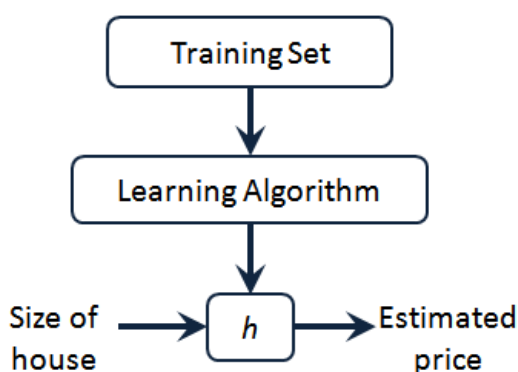 Training Set
Learning Algorithm
Size of
house
h
Estimated
price